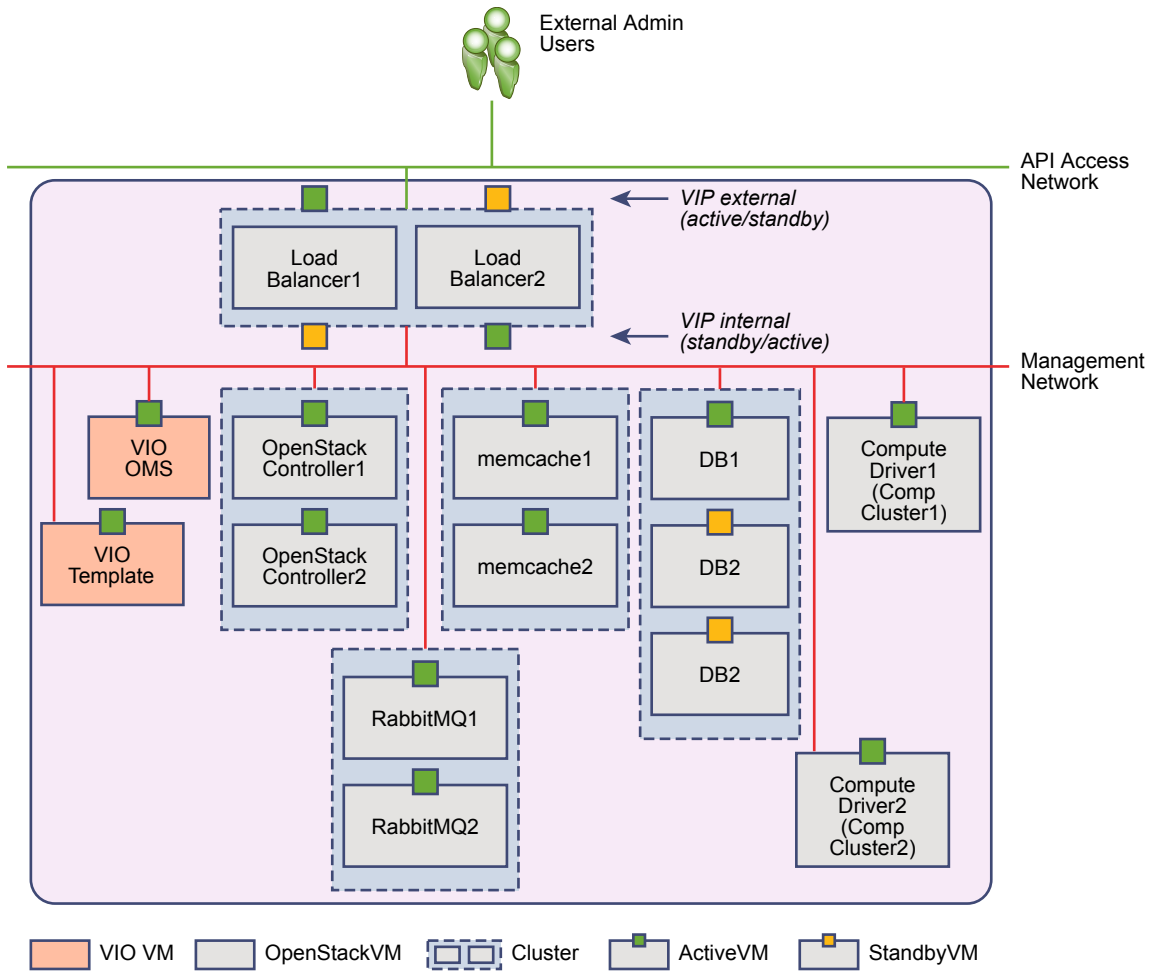 External Admin
Users
API Access
Network
VIP external
(active/standby)
Load
Balancer1
Load
Balancer2
VIP internal
(standby/active)
Management
Network
VIO
OMS
OpenStack
Controller1
memcache1
DB1
Compute
Driver1
(Comp
Cluster1)
VIO
Template
OpenStack
Controller2
memcache2
DB2
DB2
RabbitMQ1
RabbitMQ2
Compute
Driver2
(Comp
Cluster2)
VIO VM
OpenStackVM
Cluster
ActiveVM
StandbyVM